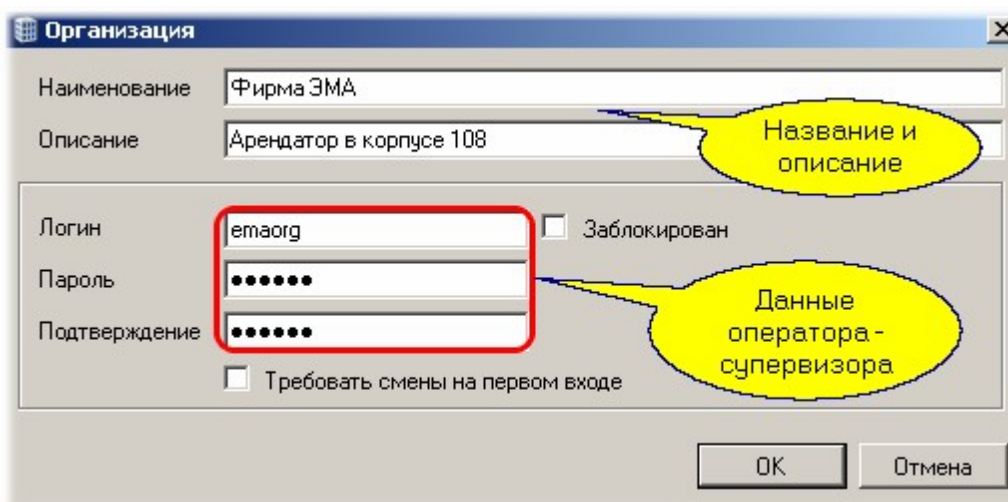 Организация
Наименование
Фирма ЭМА
Описание
Арендатор в корпусе 108
Название и
описание
Логин
emaorg
Заблокирован
Пароль
●●●●●●
Подтверждение
●●●●●●
Данные
оператора -
супервизора
Требовать смены на первом входе
OK
Отмена